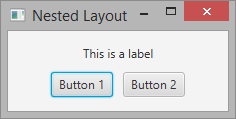 Nested Layout
This is a label
Button 1 Button 2